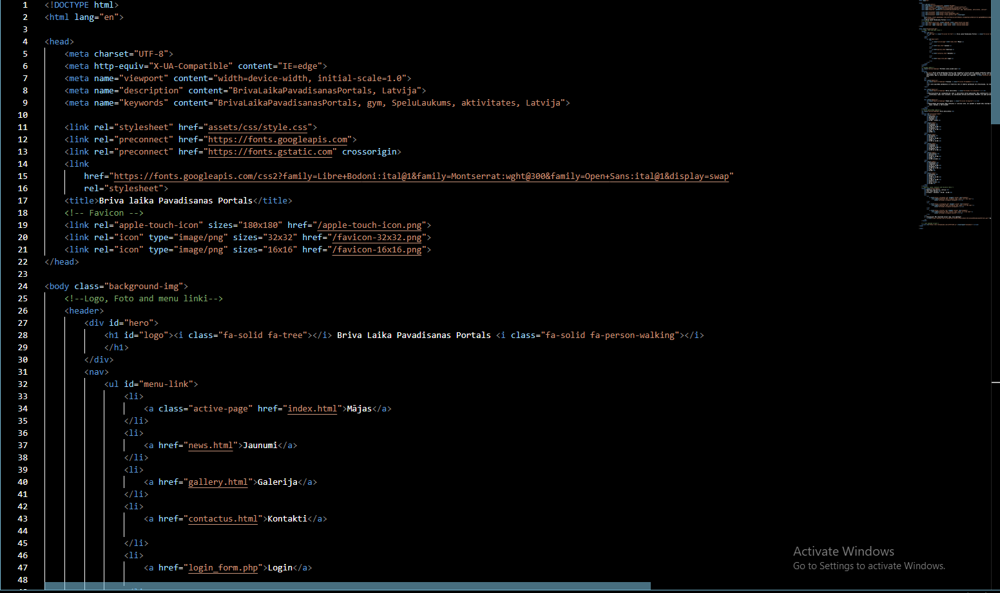 1 <!DOCTYPE html>
2 <html lang="en">
3
4 <head>
5 <meta charset="UTF-8">
6 <meta http-equiv="X-UA-Compatible" content="IE=edge">
7 <meta name="viewport" content="width=device-width, initial-scale=1.0">
8 <meta name="description" content="BrivaLaikaPavadisanasPortals, Latvija">
9 <meta name="keywords" content="BrivaLaikaPavadisanasPortals, gym, SpeluLaukums, aktivitates, Latvija">
10
11 <link rel="stylesheet" href="assets/css/style.css">
12 <link rel="preconnect" href="https://fonts.googleapis.com">
13 <link rel="preconnect" href="https://fonts.gstatic.com" crossorigin>
14 <link
15 href="https://fonts.googleapis.com/css2?family=Libre+Bodoni:ital@1&family=Montserrat:wght@300&family=Open+Sans:ital@1&display=swap"
16 rel="stylesheet">
17 <title>Briva laika Pavadisanas Portals</title>
18 <!-- Favicon -->
19 <link rel="apple-touch-icon" sizes="180x180" href="/apple-touch-icon.png">
20 <link rel="icon" type="image/png" sizes="32x32" href="/favicon-32x32.png">
21 <link rel="icon" type="image/png" sizes="16x16" href="/favicon-16x16.png">
22 </head>
23
24 <body class="background-img">
25 <!--Logo, Foto and menu linki-->
26 <header>
27 <div id="hero">
28 <h1 id="logo"><i class="fa-solid fa-tree"></i> Briva Laika Pavadisanas Portals <i class="fa-solid fa-person-walking"></i>
29 </h1>
30 </div>
31 <nav>
32 <ul id="menu-link">
33 <li>
34 <a class="active-page" href="index.html">Mājas</a>
35 </li>
36 <li>
37 <a href="news.html">Jaunumi</a>
38 </li>
39 <li>
40 <a href="gallery.html">Galerija</a>
41 </li>
42 <li>
43 <a href="contactus.html">Kontakti</a>
44
45 </li>
46 <li>
47 <a href="login_form.php">Login</a>
48
Activate Windows
Go to Settings to activate Windows.